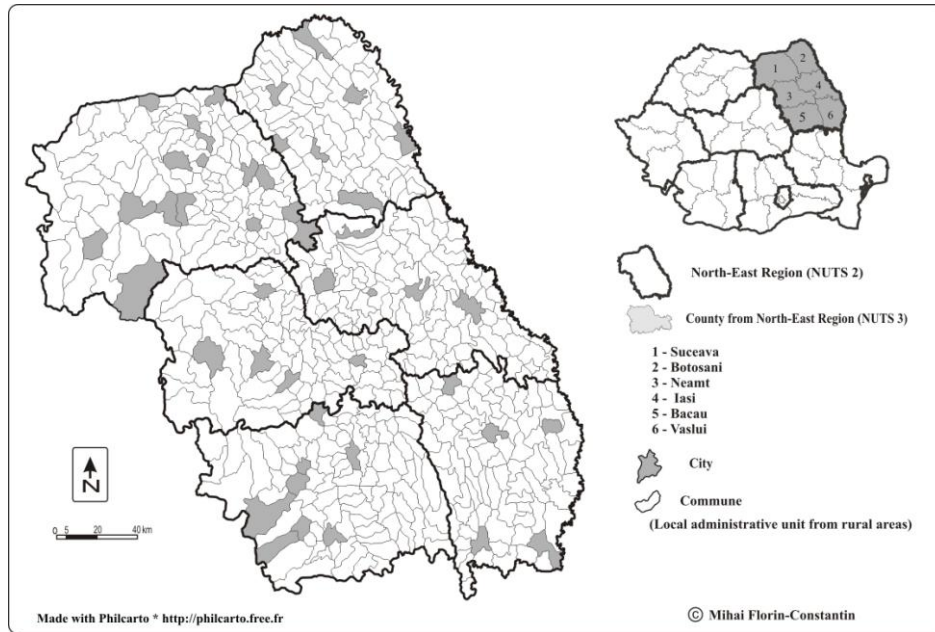 1
2
3
4
5
6
North-East Region (NUTS 2)
County from North-East Region (NUTS 3)
1 - Suceava
2 - Botosani
3 - Neamt
4 - Iasi
5 - Bacau
6 - Vaslui
City
Commune
(Local administrative unit from rural areas)
N
0 5 20 40 km
Made with Philcarto * http://philcarto.free.fr
© Mihai Florin-Constantin